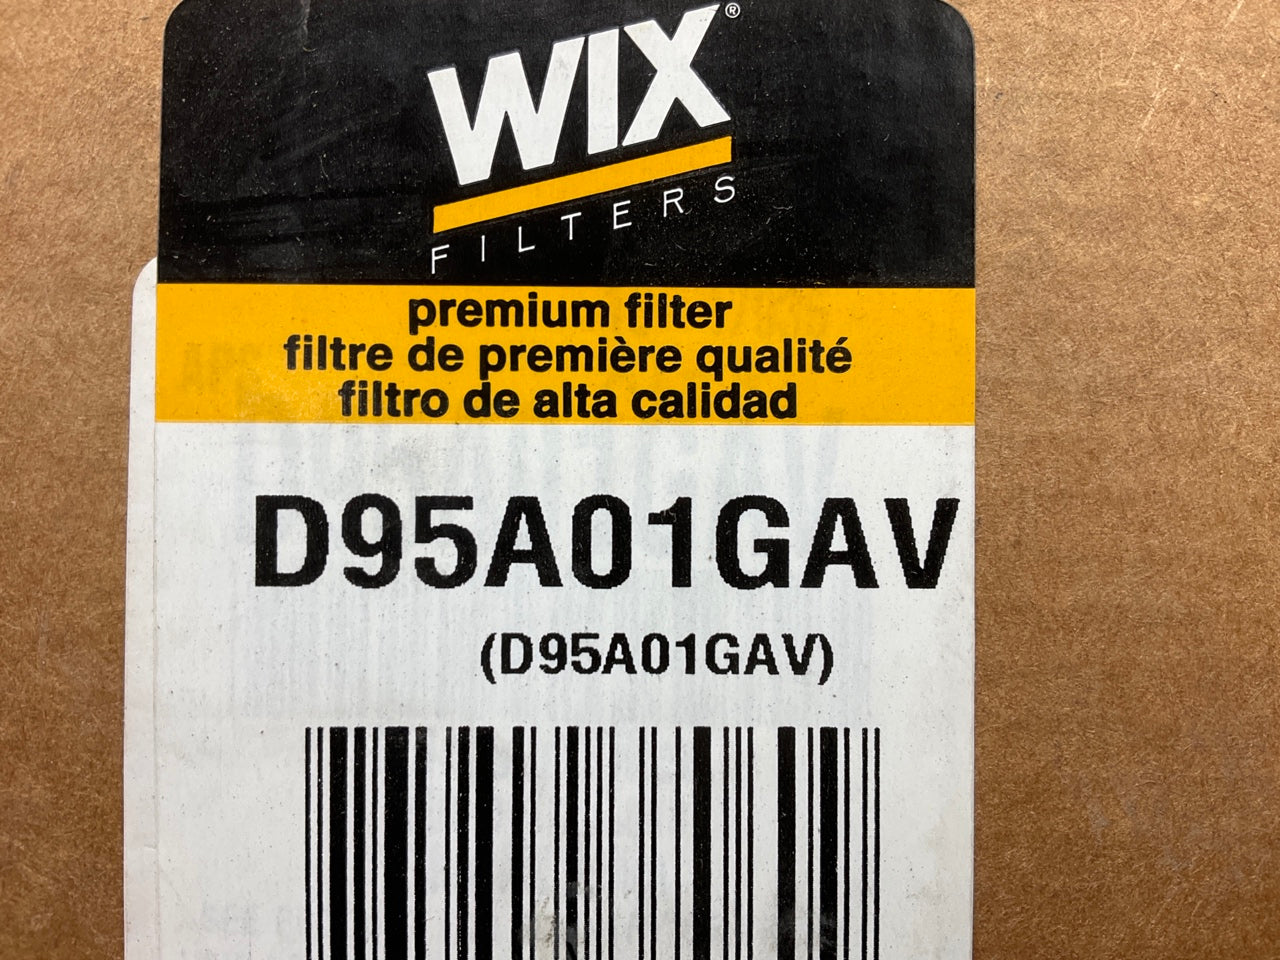 WIX®
FILTERS
premium filter
filtre de première qualité
filtro de alta calidad
D95A01GAV
(D95A01GAV)